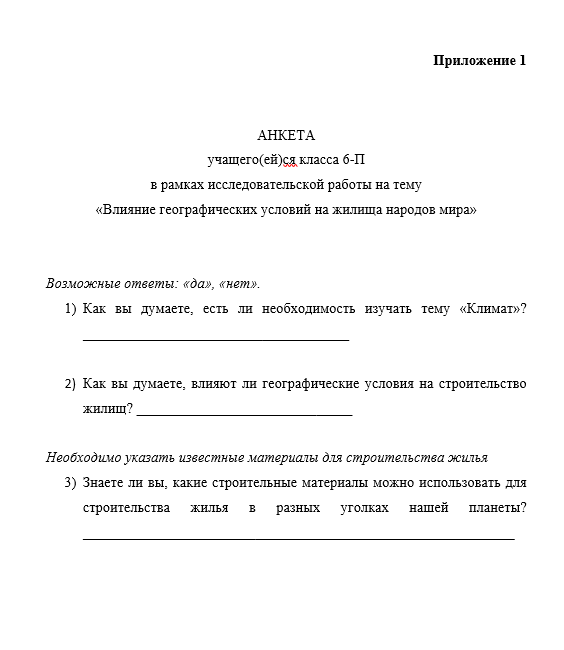 Приложение 1
АНКЕТА
учащего(ей)ся класса 6-П
в рамках исследовательской работы на тему
«Влияние географических условий на жилища народов мира»
Возможные ответы: «да», «нет».
1) Как вы думаете, есть ли необходимость изучать тему «Климат»?
______________________________________
2) Как вы думаете, влияют ли географические условия на строительство
жилищ? _______________________________
Необходимо указать известные материалы для строительства жилья
3) Знаете ли вы, какие строительные материалы можно использовать для
строительства жилья в разных уголках нашей планеты?
______________________________________________________________